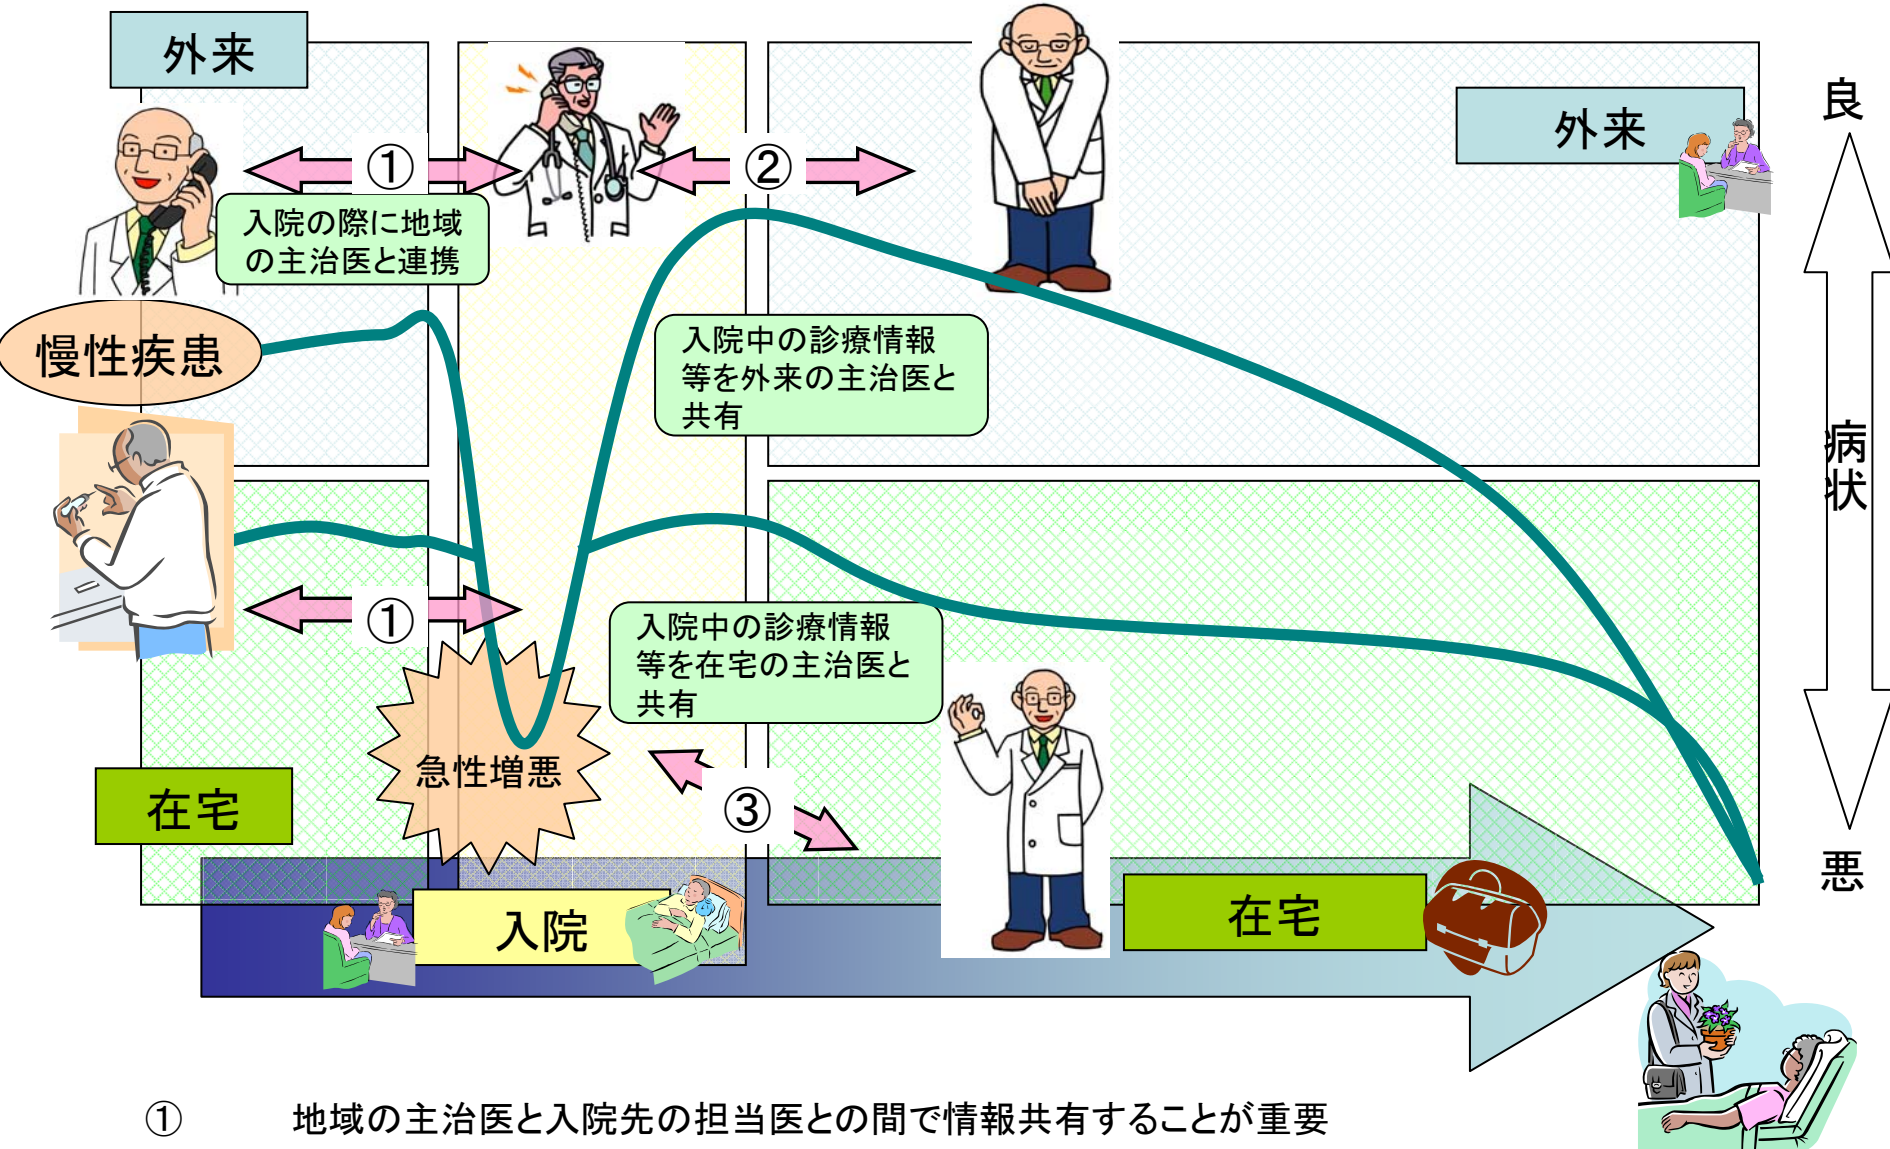 外来
①
②
外来
良
入院の際に地域
の主治医と連携
慢性疾患
入院中の診療情報
等を外来の主治医と
共有
病状
①
入院中の診療情報
等を在宅の主治医と
共有
急性増悪
在宅
③
悪
入院
在宅
① 地域の主治医と入院先の担当医との間で情報共有することが重要